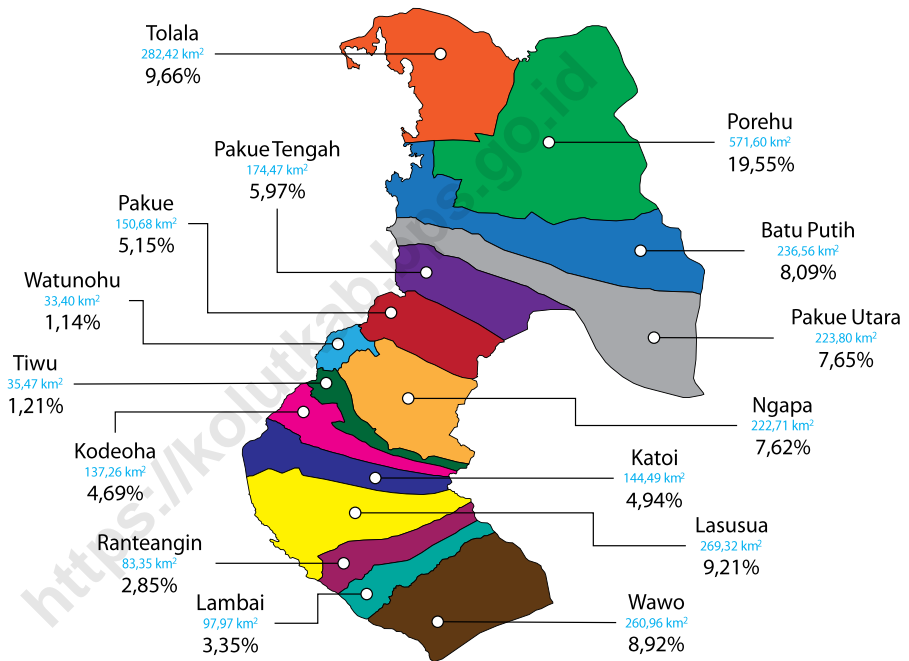 Tolala
282,42 km²
9,66%
Porehu
571,60 km²
19,55%
Pakue Tengah
174,47 km²
5,97%
Pakue
150,68 km²
5,15%
Batu Putih
236,56 km²
8,09%
Watunohu
33,40 km²
1,14%
Pakue Utara
223,80 km²
7,65%
Tiwu
35,47 km²
1,21%
Ngapa
222,71 km²
7,62%
Kodeoha
137,26 km²
4,69%
Katoi
144,49 km²
4,94%
Lasusua
269,32 km²
9,21%
Ranteangin
83,35 km²
2,85%
Lambai
97,97 km²
3,35%
Wawo
260,96 km²
8,92%
https://kolutkab.bps.go.id